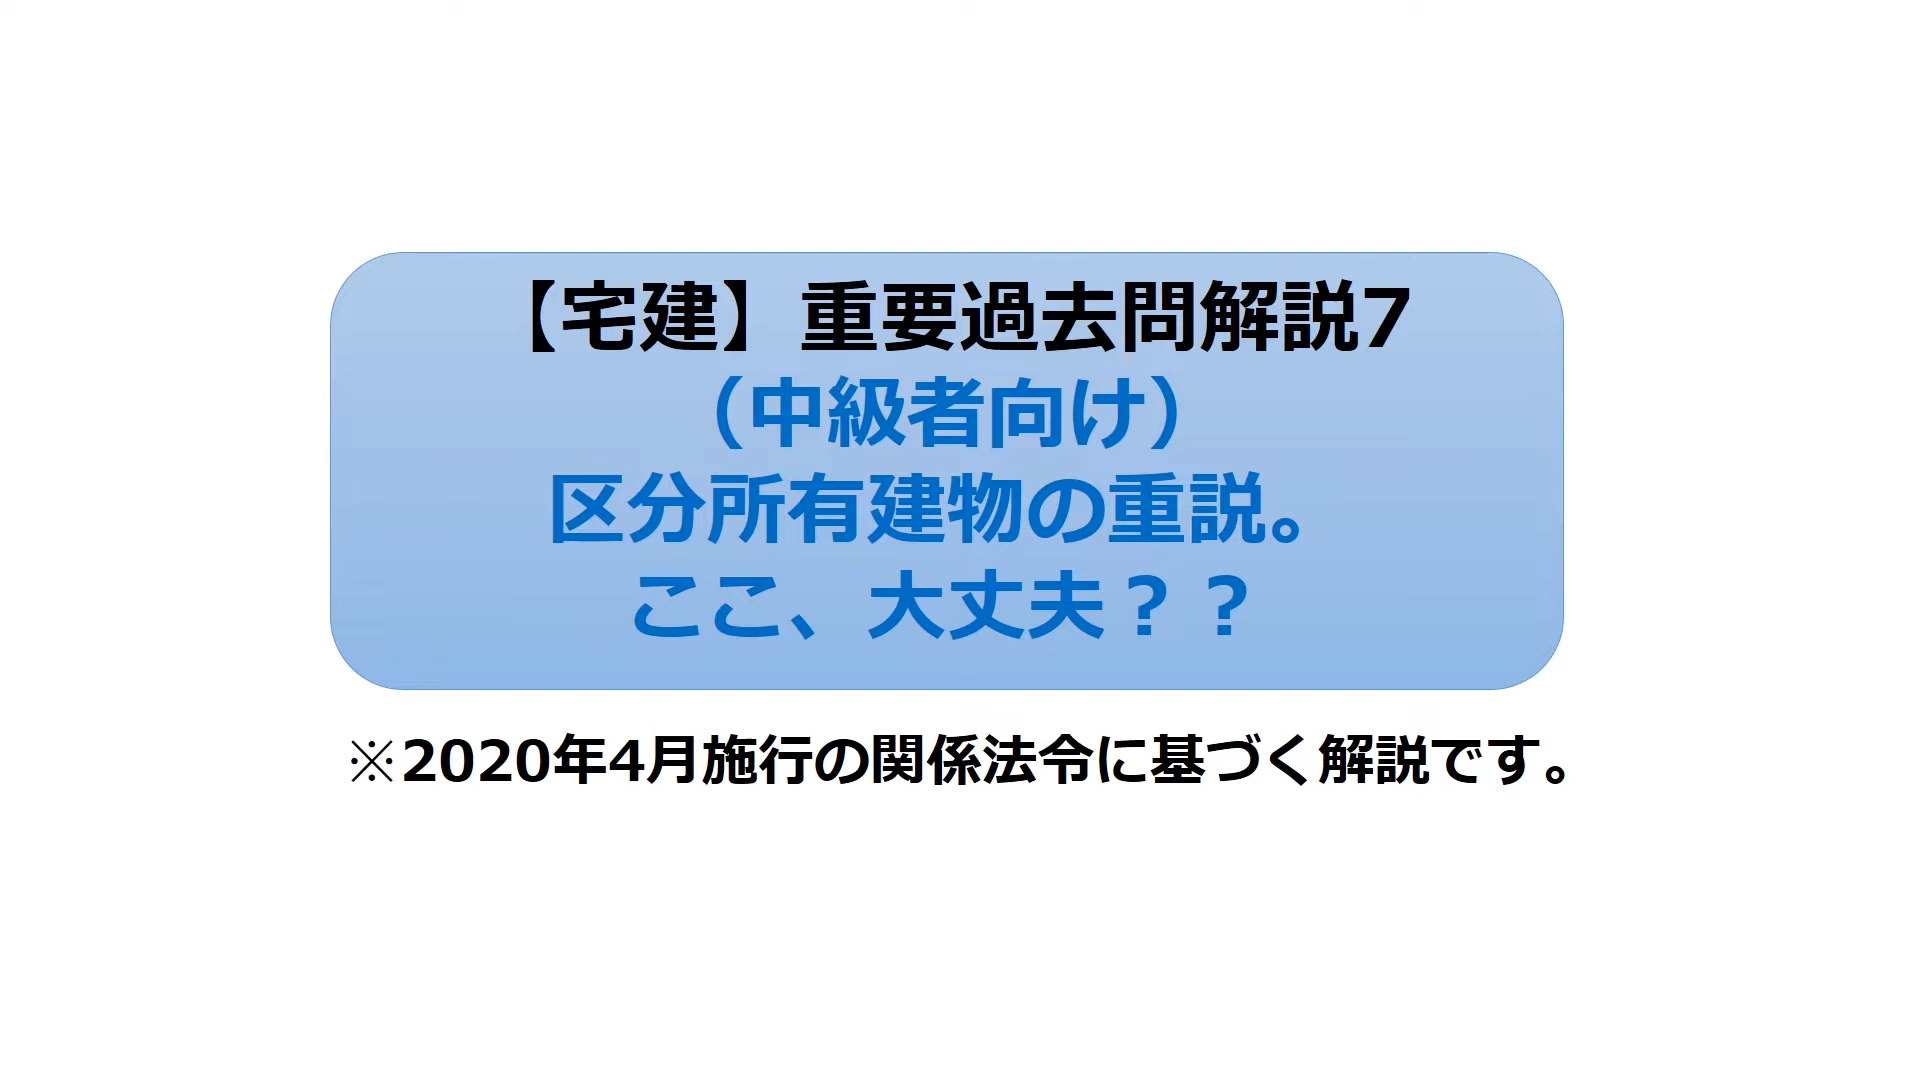 【宅建】重要過去問解説7
（中級者向け）
区分所有建物の重説。
ここ、大丈夫？？
※2020年4月施行の関係法令に基づく解説です。